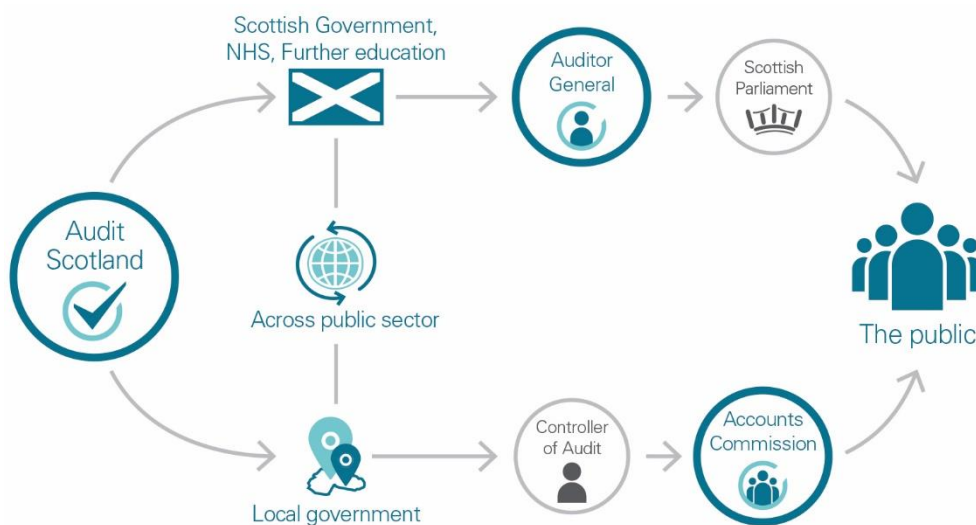 Scottish Government,
NHS, Further education
Auditor
General
Scottish
Parliament
Audit
Scotland
Across public sector
The public
Controller
of Audit
Accounts
Commission
Local government